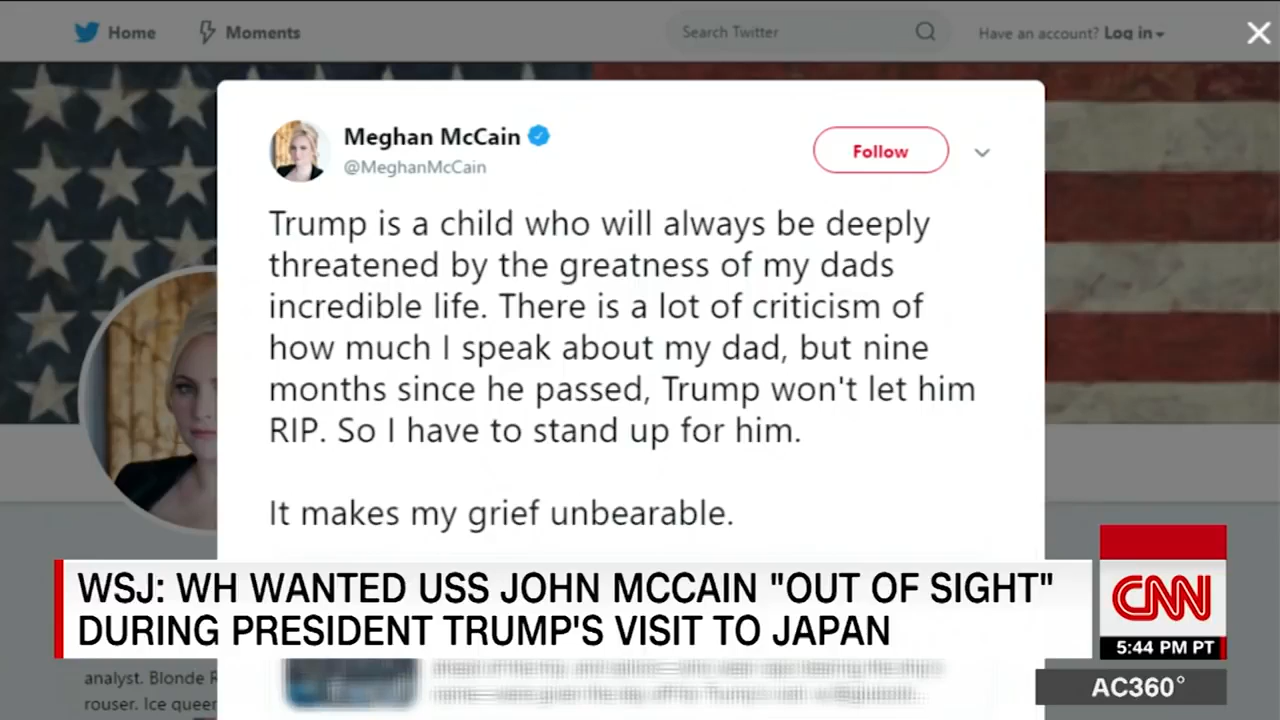 Home
Moments
Search Twitter
Have an account? Log in
Meghan McCain
@MeghanMcCain
Follow
Trump is a child who will always be deeply
threatened by the greatness of my dads
incredible life. There is a lot of criticism of
how much I speak about my dad, but nine
months since he passed, Trump won't let him
RIP. So I have to stand up for him.
It makes my grief unbearable.
WSJ: WH WANTED USS JOHN MCCAIN "OUT OF SIGHT"
DURING PRESIDENT TRUMP'S VISIT TO JAPAN
CNN
5:44 PM PT
AC360°
analyst. Blonde
rouser. Ice